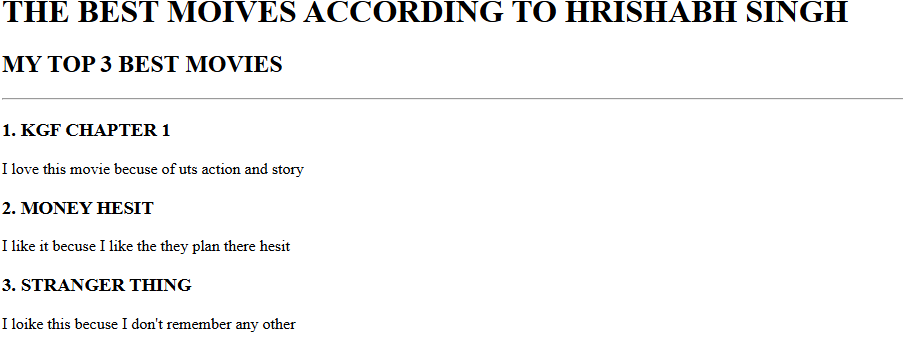 THE BEST MOIVES ACCORDING TO HRISHABH SINGH
MY TOP 3 BEST MOVIES
1. KGF CHAPTER 1
I love this movie becuse of uts action and story
2. MONEY HESIT
I like it becuse I like the they plan there hesit
3. STRANGER THING
I loike this becuse I don't remember any other